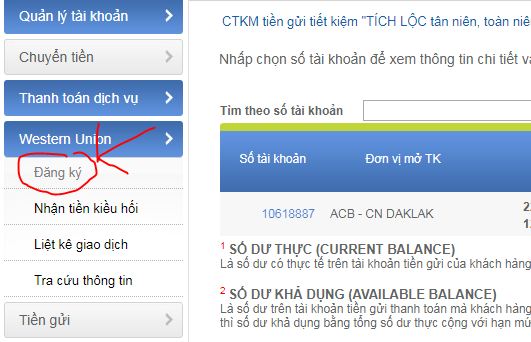 Quản lý tài khoản
Chuyển tiền
Thanh toán dịch vụ
Western Union
Đăng ký
Nhận tiền kiều hối
Liệt kê giao dịch
Tra cứu thông tin
Tiền gửi
CTKM tiền gửi tiết kiệm "TÍCH LỘC tân niên, toàn niê
Nhấp chọn số tài khoản để xem thông tin chi tiết và
Tìm theo số tài khoản
Số tài khoản Đơn vị mở TK
10618887 ACB - CN DAKLAK
1 SỐ DƯ THỰC (CURRENT BALANCE)
Là số dư có thực tế trên tài khoản tiền gửi của khách hàng
2 SỐ DƯ KHẢ DỤNG (AVAILABLE BALANCE)
Là số dư trên tài khoản tiền gửi thanh toán mà khách hàng
thì số dư khả dụng bằng tổng số dư thực cộng với hạn mứ